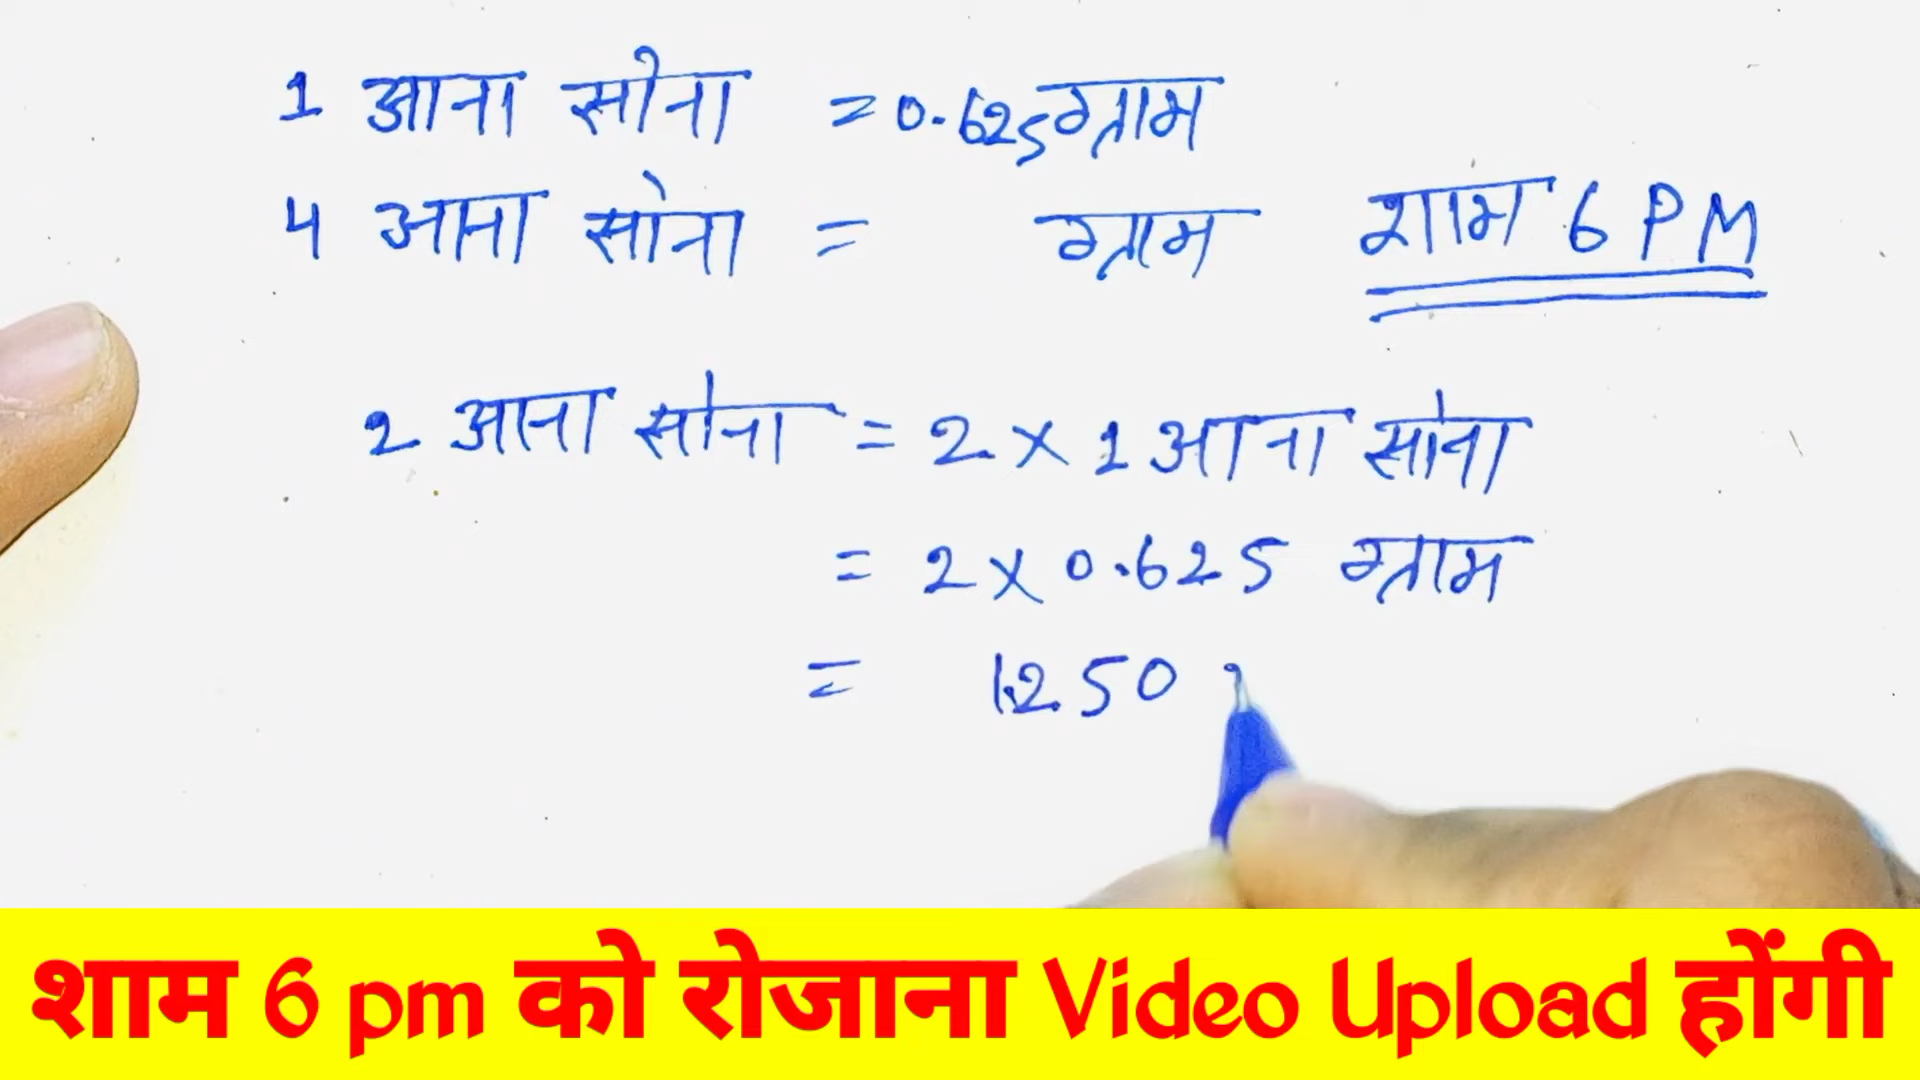 1 आना सोना = 0.625 ग्राम
4 आना सोना = ग्राम
शाम 6 PM
2 आना सोना = 2 x 1 आना सोना
= 2 x 0.625 ग्राम
= 1.250
शाम 6 pm को रोजाना Video Upload होंगी